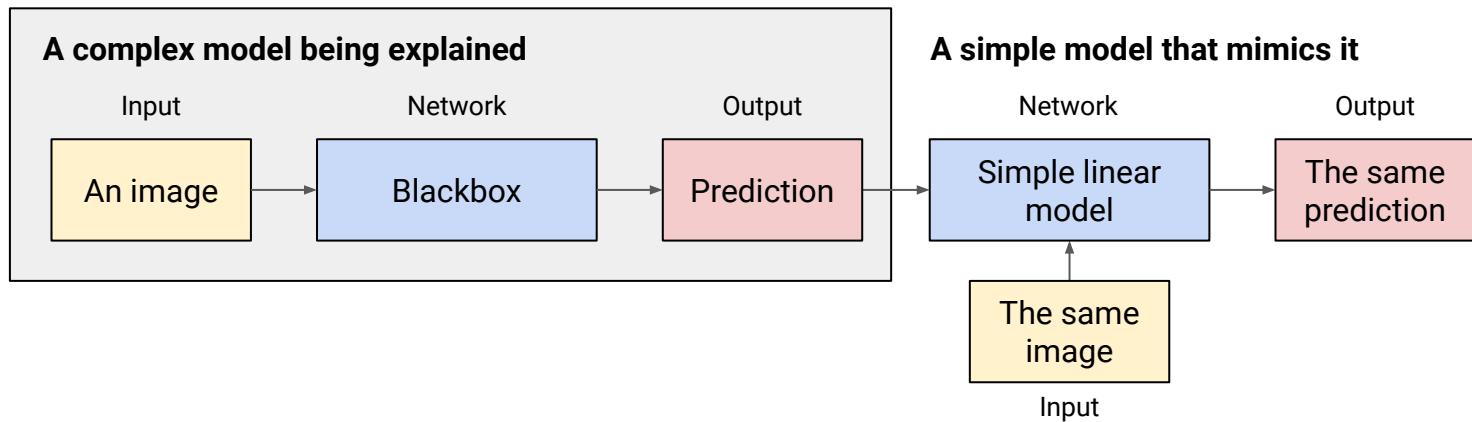 A complex model being explained
A simple model that mimics it
Input
Network
Output
Network
Output
An image
Blackbox
Prediction
Simple linear
model
The same
prediction
The same
image
Input